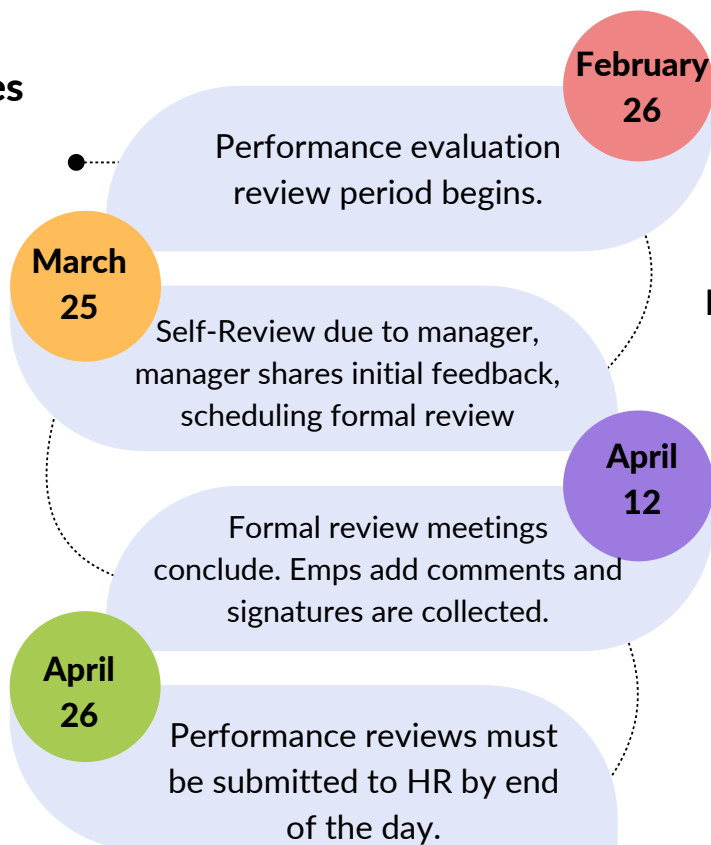 es
February
26
Performance evaluation
review period begins.
March
25
Self-Review due to manager,
manager shares initial feedback,
scheduling formal review
April
12
Formal review meetings
conclude. Emps add comments and
signatures are collected.
April
26
Performance reviews must
be submitted to HR by end
of the day.